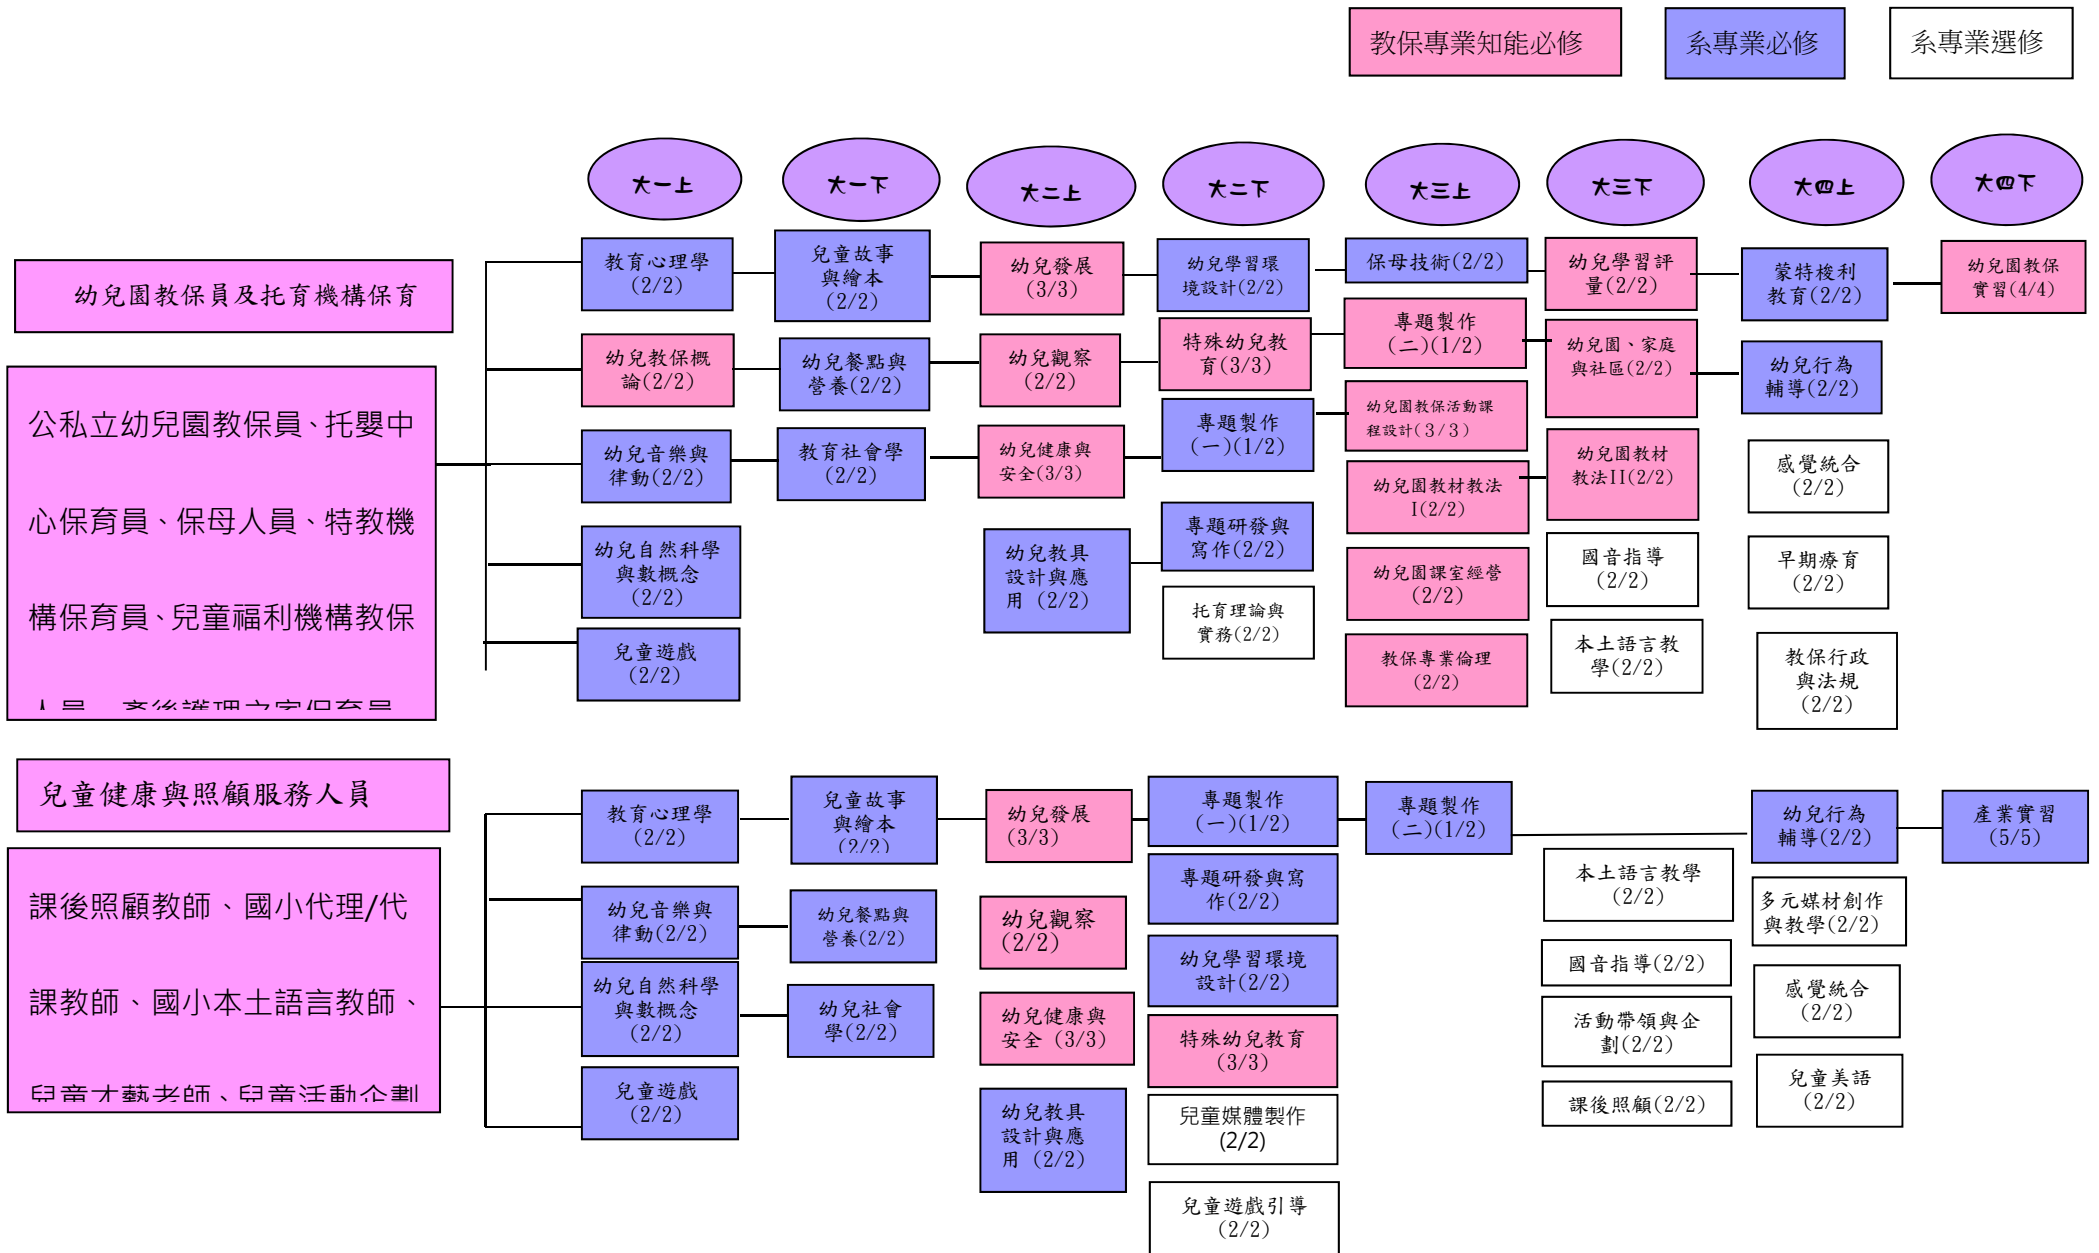 教保專業知能必修
系專業必修
系專業選修
大一上
大一下
大二上
大二下
大三上
大三下
大四上
大四下
幼兒園教保員及托育機構保育
公私立幼兒園教保員、托嬰中
心保育員、保母人員、特教機
構保育員、兒童福利機構教保
人員、產後護理之家保育員
教育心理學
(2/2)
幼兒教保概
論(2/2)
幼兒音樂與
律動(2/2)
幼兒自然科學
與數概念
(2/2)
兒童遊戲
(2/2)
兒童故事
與繪本
(2/2)
幼兒餐點與
營養(2/2)
教育社會學
(2/2)
幼兒發展
(3/3)
幼兒觀察
(2/2)
幼兒健康與
安全(3/3)
幼兒教具
設計與應
用 (2/2)
幼兒學習環
境設計(2/2)
特殊幼兒教
育(3/3)
專題製作
(一)(1/2)
專題研發與
寫作(2/2)
托育理論與
實務(2/2)
保母技術(2/2)
專題製作
(二)(1/2)
幼兒園教保活動課
程設計(3/3)
幼兒園教材教法
I(2/2)
幼兒園課室經營
(2/2)
教保專業倫理
(2/2)
幼兒學習評
量(2/2)
幼兒園、家庭
與社區(2/2)
幼兒園教材
教法II(2/2)
國音指導
(2/2)
本土語言教
學(2/2)
蒙特梭利
教育(2/2)
幼兒行為
輔導(2/2)
感覺統合
(2/2)
早期療育
(2/2)
教保行政
與法規
(2/2)
幼兒園教保
實習(4/4)
兒童健康與照顧服務人員
課後照顧教師、國小代理/代
課教師、國小本土語言教師、
兒童才藝老師、兒童活動企劃
教育心理學
(2/2)
幼兒音樂與
律動(2/2)
幼兒自然科學
與數概念
(2/2)
兒童遊戲
(2/2)
兒童故事
與繪本
(2/2)
幼兒餐點與
營養(2/2)
幼兒社會
學(2/2)
幼兒發展
(3/3)
幼兒觀察
(2/2)
幼兒健康與
安全 (3/3)
幼兒教具
設計與應
用 (2/2)
專題製作
(一)(1/2)
專題研發與寫
作(2/2)
幼兒學習環境
設計(2/2)
特殊幼兒教育
(3/3)
兒童媒體製作
(2/2)
兒童遊戲引導
(2/2)
專題製作
(二)(1/2)
本土語言教學
(2/2)
國音指導(2/2)
活動帶領與企
劃(2/2)
課後照顧(2/2)
幼兒行為
輔導(2/2)
多元媒材創作
與教學(2/2)
感覺統合
(2/2)
兒童美語
(2/2)
產業實習
(5/5)